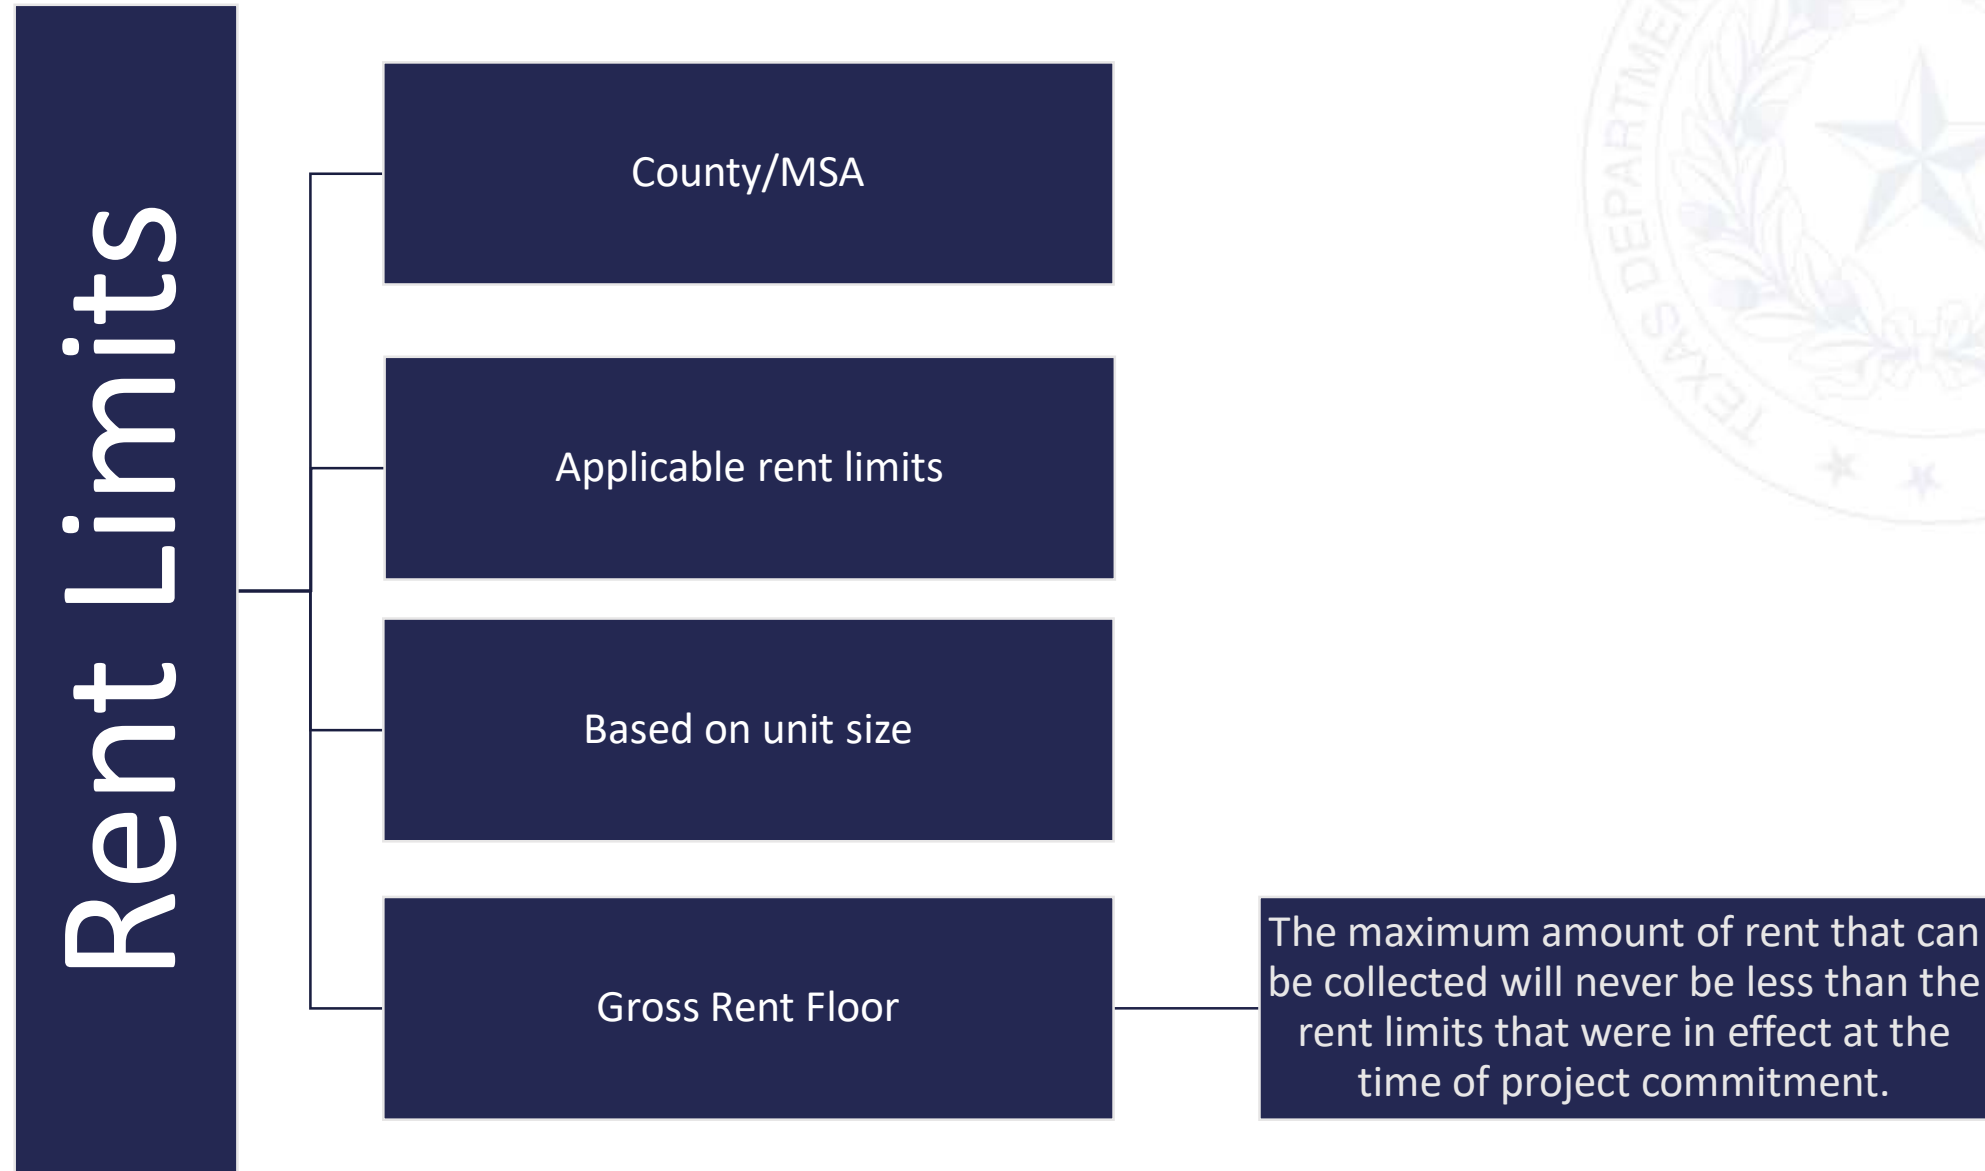 Rent Limits
County/MSA
Applicable rent limits
Based on unit size
Gross Rent Floor
The maximum amount of rent that can
be collected will never be less than the
rent limits that were in effect at the
time of project commitment.
TEXAS DEPARTMEN